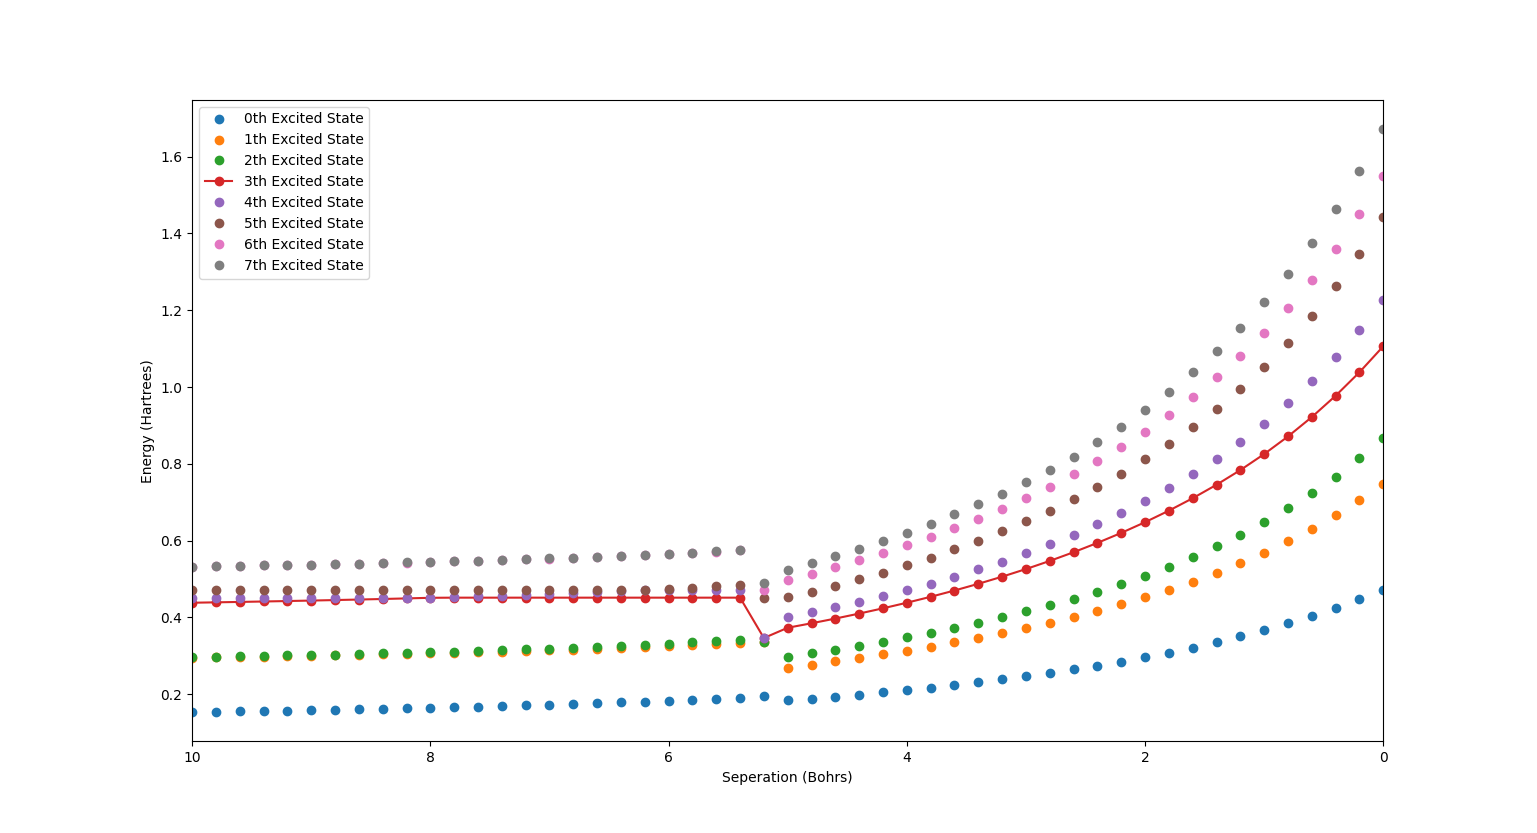 0th Excited State
1th Excited State
2th Excited State
3th Excited State
4th Excited State
5th Excited State
6th Excited State
7th Excited State
1.6
1.4
1.2
1.0
0.8
0.6
0.4
0.2
Energy (Hartrees)
10 8 6 4 2 0
Seperation (Bohrs)